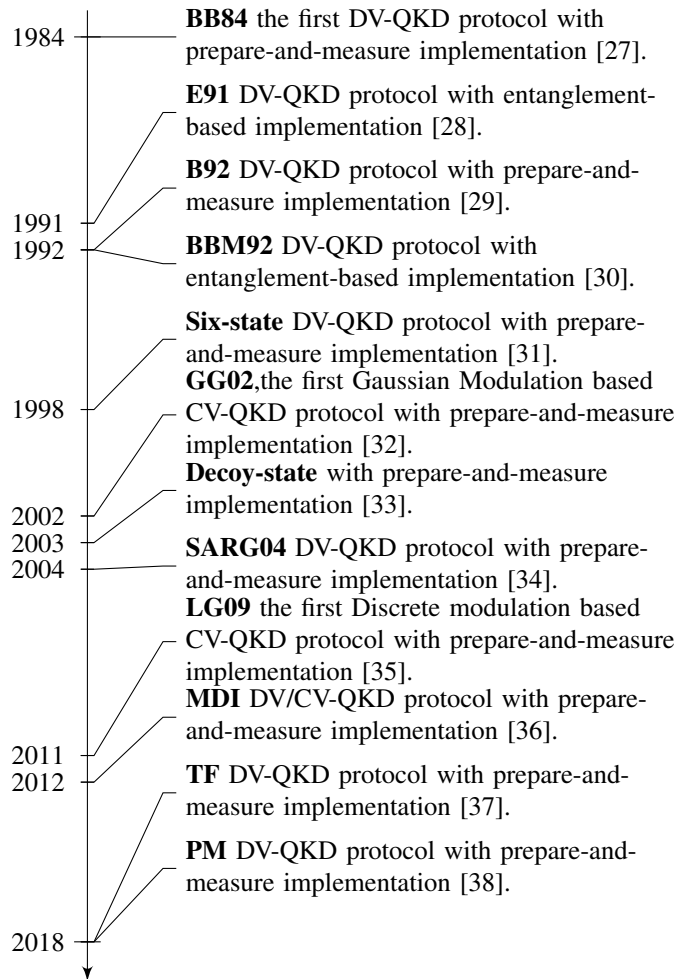 1984
BB84 the first DV-QKD protocol with
prepare-and-measure implementation [27].
E91 DV-QKD protocol with entanglement-
based implementation [28].
B92 DV-QKD protocol with prepare-and-
measure implementation [29].
1991
1992
BBM92 DV-QKD protocol with
entanglement-based implementation [30].
Six-state DV-QKD protocol with prepare-
and-measure implementation [31].
1998
GG02,the first Gaussian Modulation based
CV-QKD protocol with prepare-and-measure
implementation [32].
Decoy-state with prepare-and-measure
implementation [33].
2002
2003
2004
SARG04 DV-QKD protocol with prepare-
and-measure implementation [34].
LG09 the first Discrete modulation based
CV-QKD protocol with prepare-and-measure
implementation [35].
MDI DV/CV-QKD protocol with prepare-
and-measure implementation [36].
2011
2012
TF DV-QKD protocol with prepare-and-
measure implementation [37].
PM DV-QKD protocol with prepare-and-
measure implementation [38].
2018